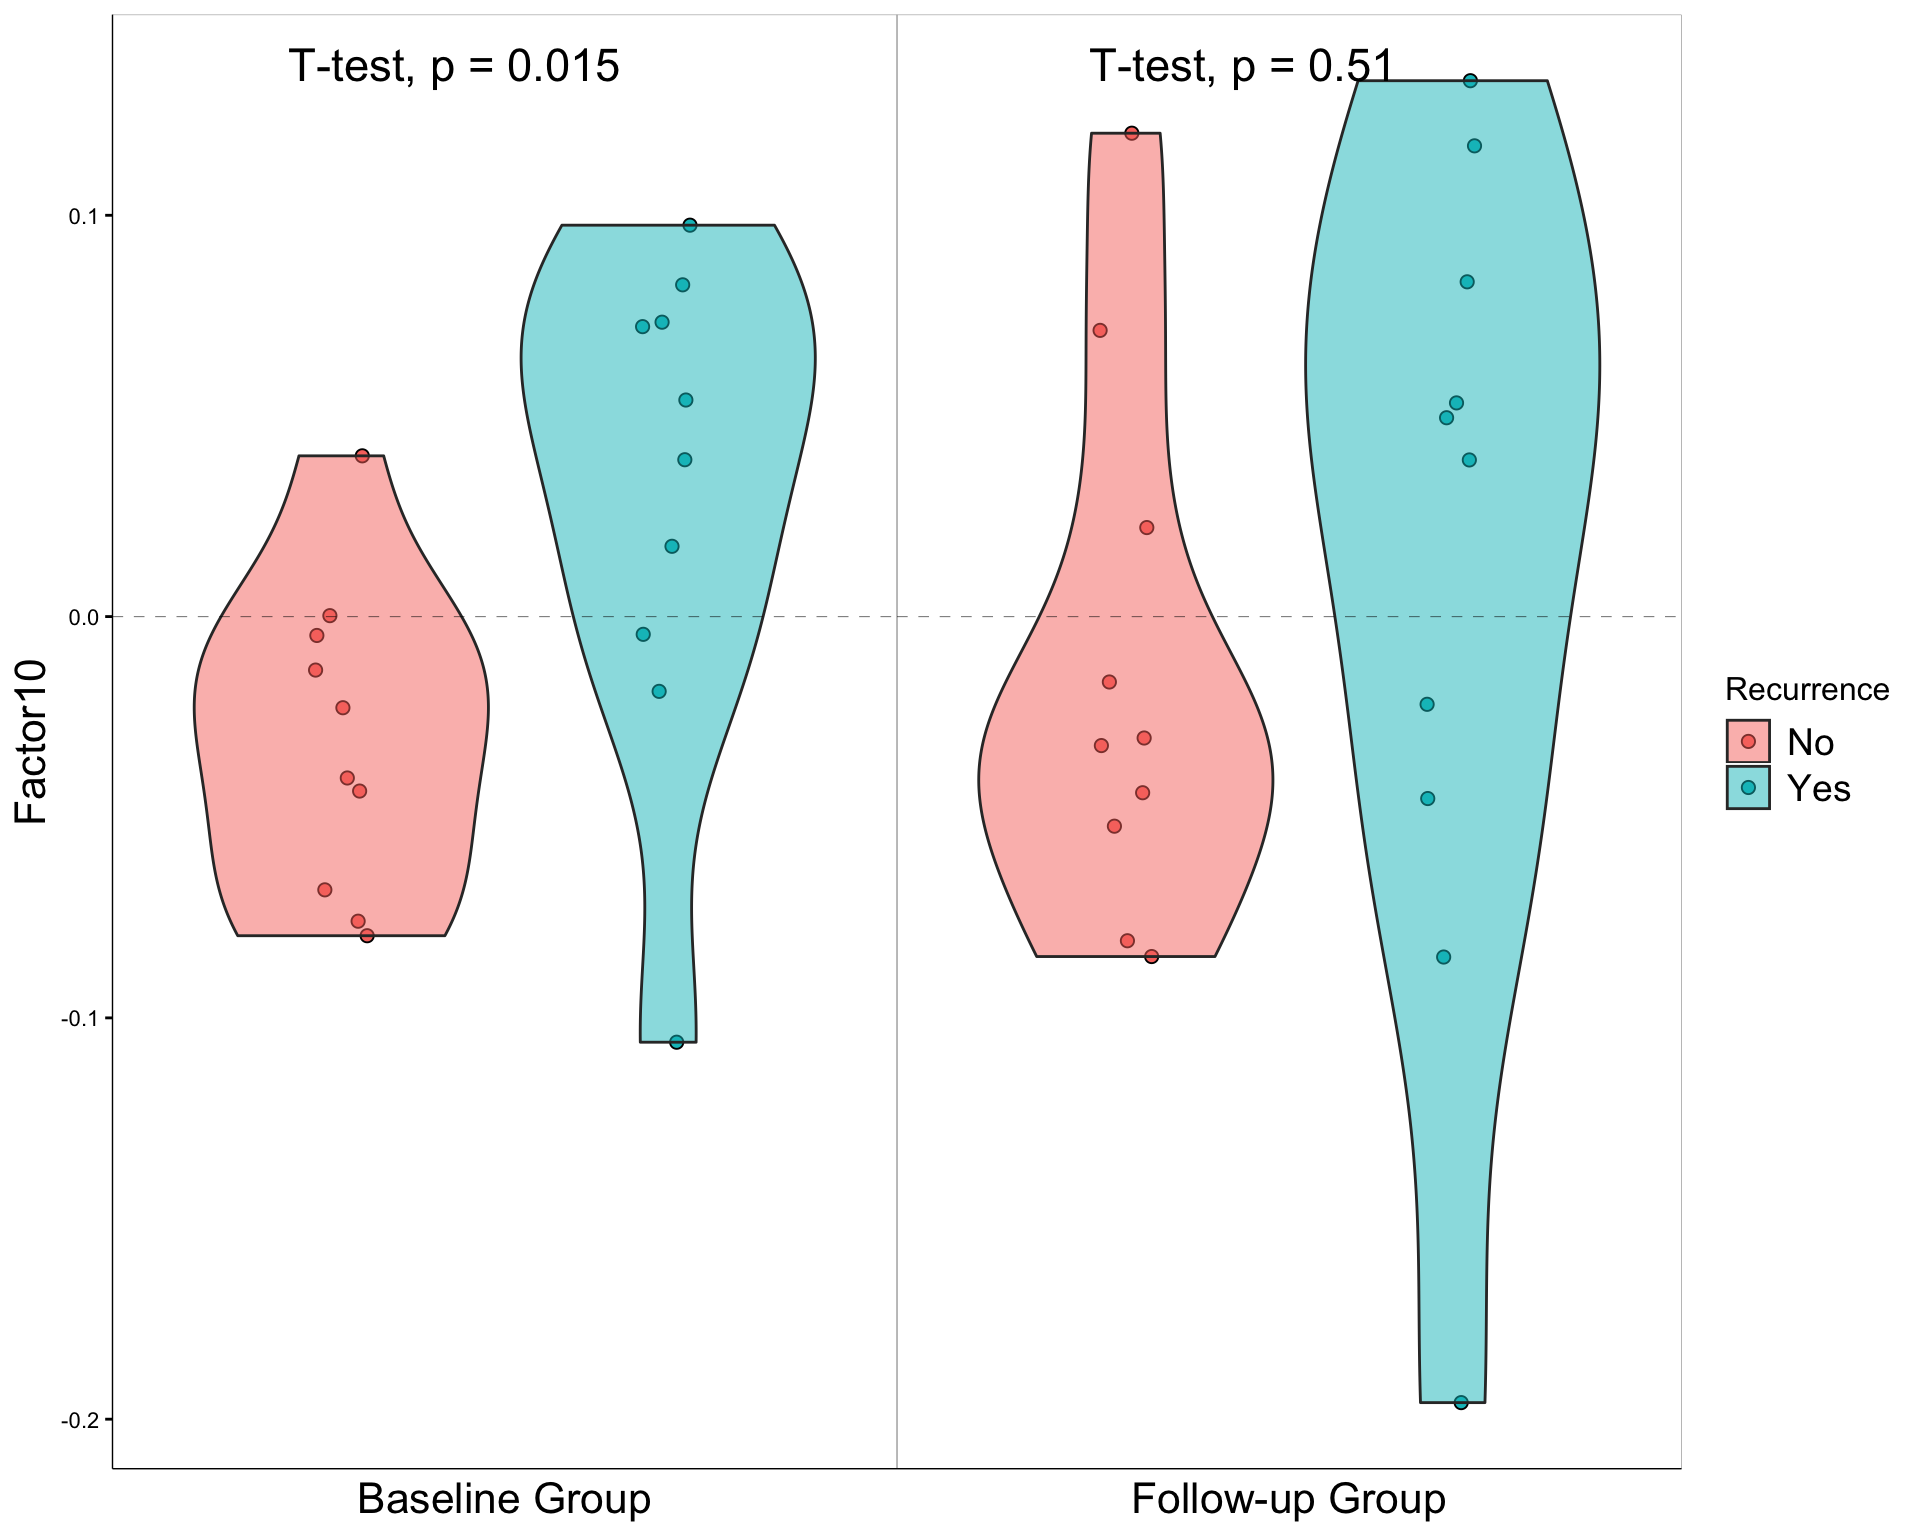 T-test, p = 0.015
T-test, p = 0.51
0.1
0.0
-0.1
-0.2
Factor10
Baseline Group
Follow-up Group
Recurrence
No
Yes